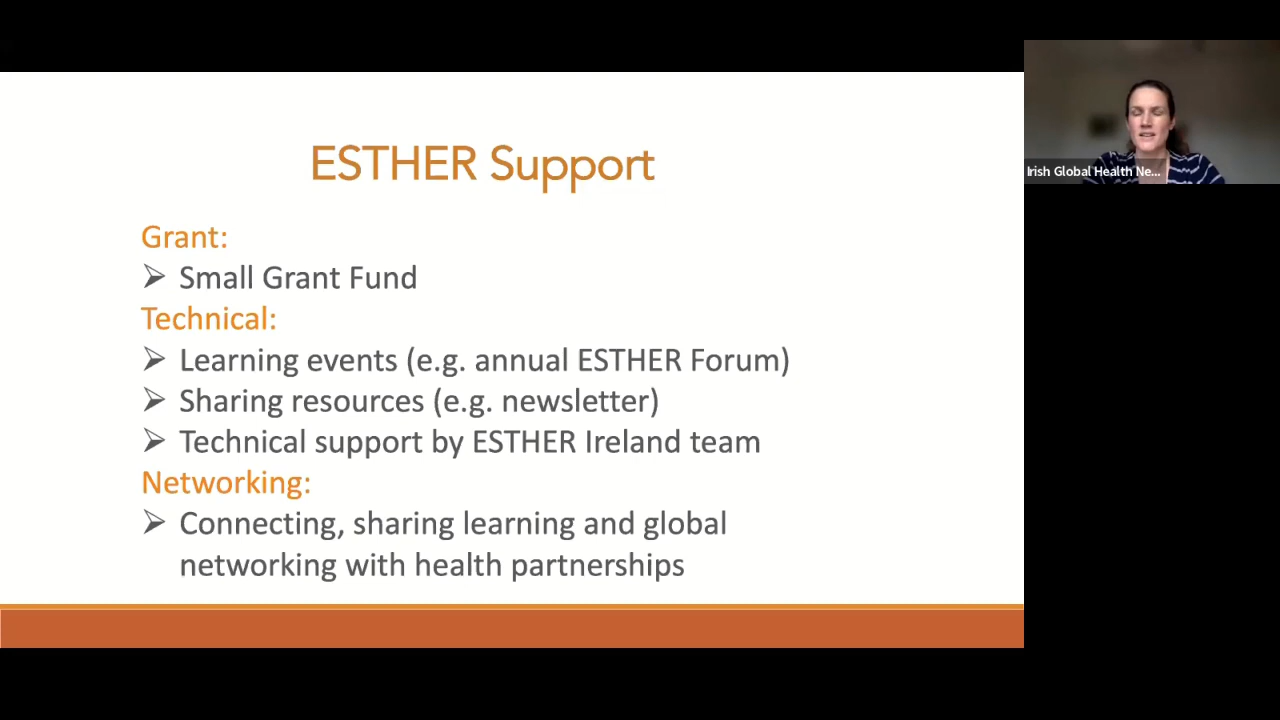 ESTHER Support
Grant:
➢ Small Grant Fund
Technical:
➢ Learning events (e.g. annual ESTHER Forum)
➢ Sharing resources (e.g. newsletter)
➢ Technical support by ESTHER Ireland team
Networking:
➢ Connecting, sharing learning and global
networking with health partnerships
Irish Global Health Ne...